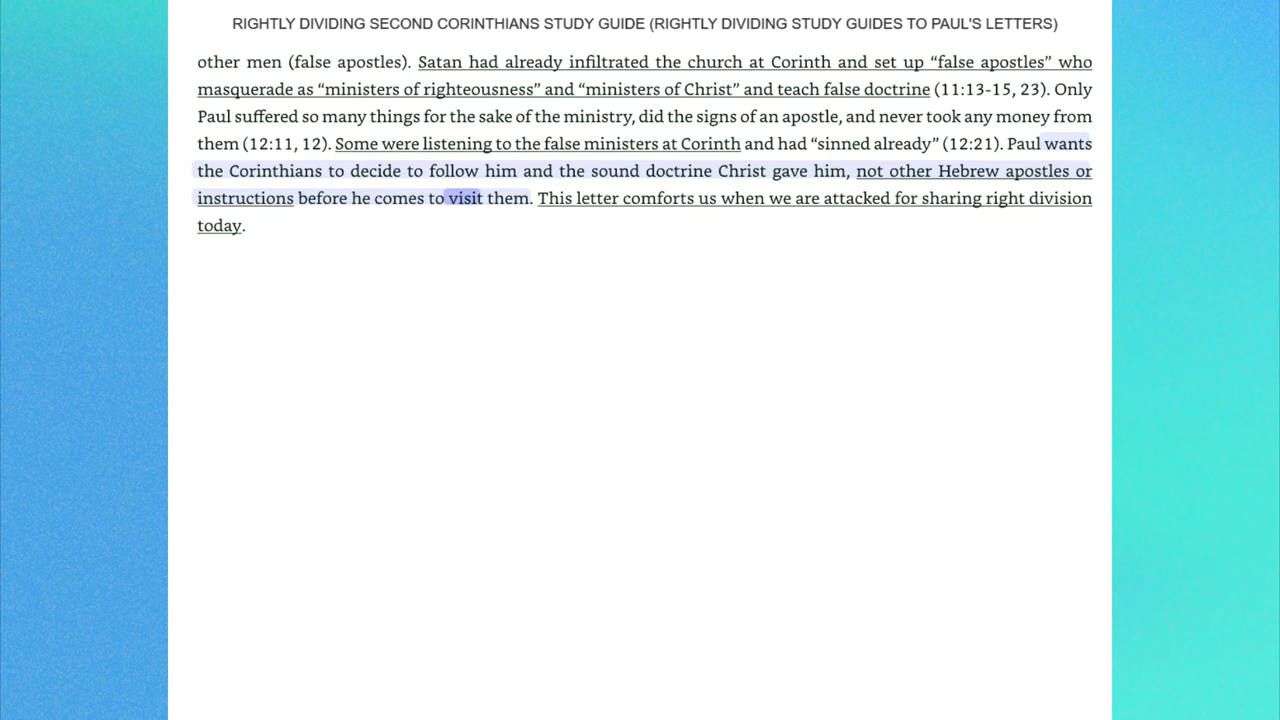 RIGHTLY DIVIDING SECOND CORINTHIANS STUDY GUIDE (RIGHTLY DIVIDING STUDY GUIDES TO PAUL'S LETTERS)
other men (false apostles). Satan had already infiltrated the church at Corinth and set up “false apostles” who
masquerade as “ministers of righteousness” and “ministers of Christ” and teach false doctrine (11:13-15, 23). Only
Paul suffered so many things for the sake of the ministry, did the signs of an apostle, and never took any money from
them (12:11, 12). Some were listening to the false ministers at Corinth and had “sinned already” (12:21). Paul wants
the Corinthians to decide to follow him and the sound doctrine Christ gave him, not other Hebrew apostles or
instructions before he comes to visit them. This letter comforts us when we are attacked for sharing right division
today.